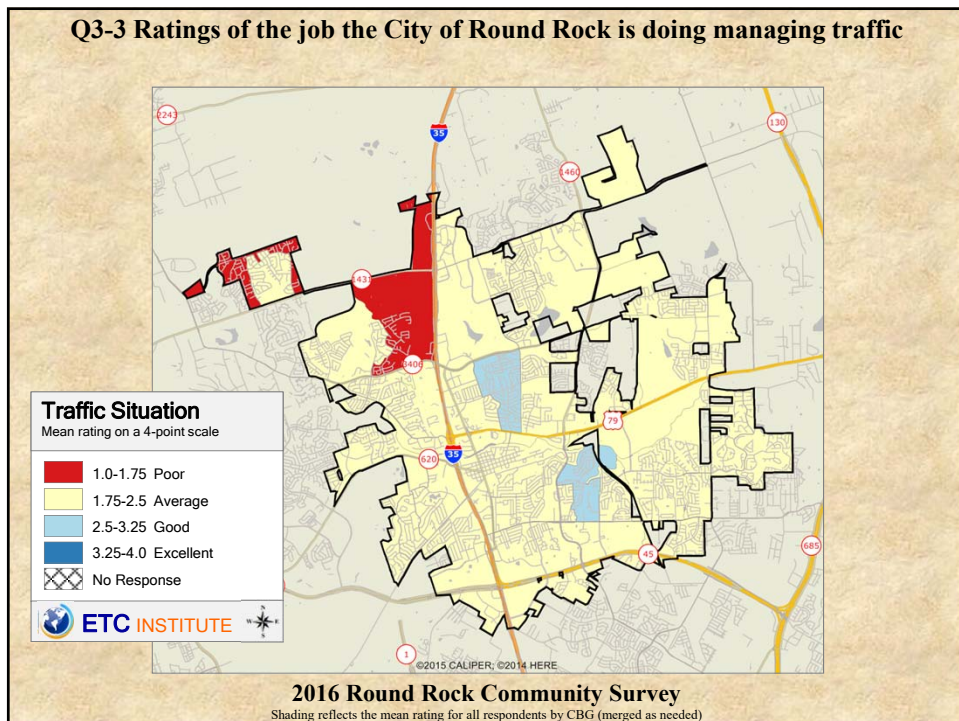 Q3-3 Ratings of the job the City of Round Rock is doing managing traffic
2243
35
130
1460
1431
3406
79
620
35
45
685
1
©2015 CALIPER; ©2014 HERE
Traffic Situation
Mean rating on a 4-point scale
1.0-1.75 Poor
1.75-2.5 Average
2.5-3.25 Good
3.25-4.0 Excellent
No Response
ETC INSTITUTE
N
W
E
S
2016 Round Rock Community Survey
Shading reflects the mean rating for all respondents by CBG (merged as needed)